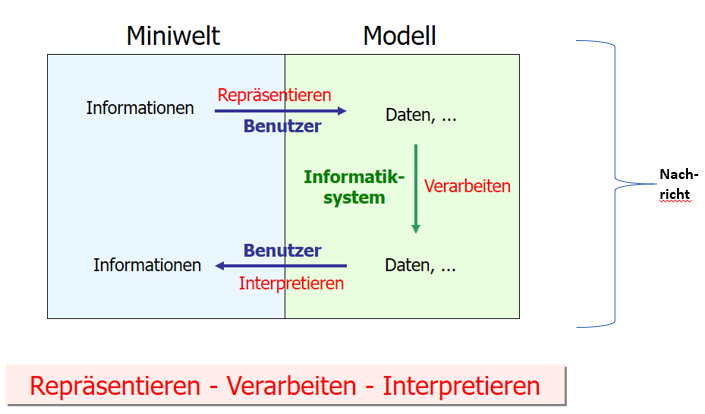 Miniwelt Modell
Repräsentieren
Informationen
Daten, ...
Benutzer
Nach-
richt
Informatik-
system
Verarbeiten
Benutzer
Informationen
Daten, ...
Interpretieren
Repräsentieren - Verarbeiten - Interpretieren